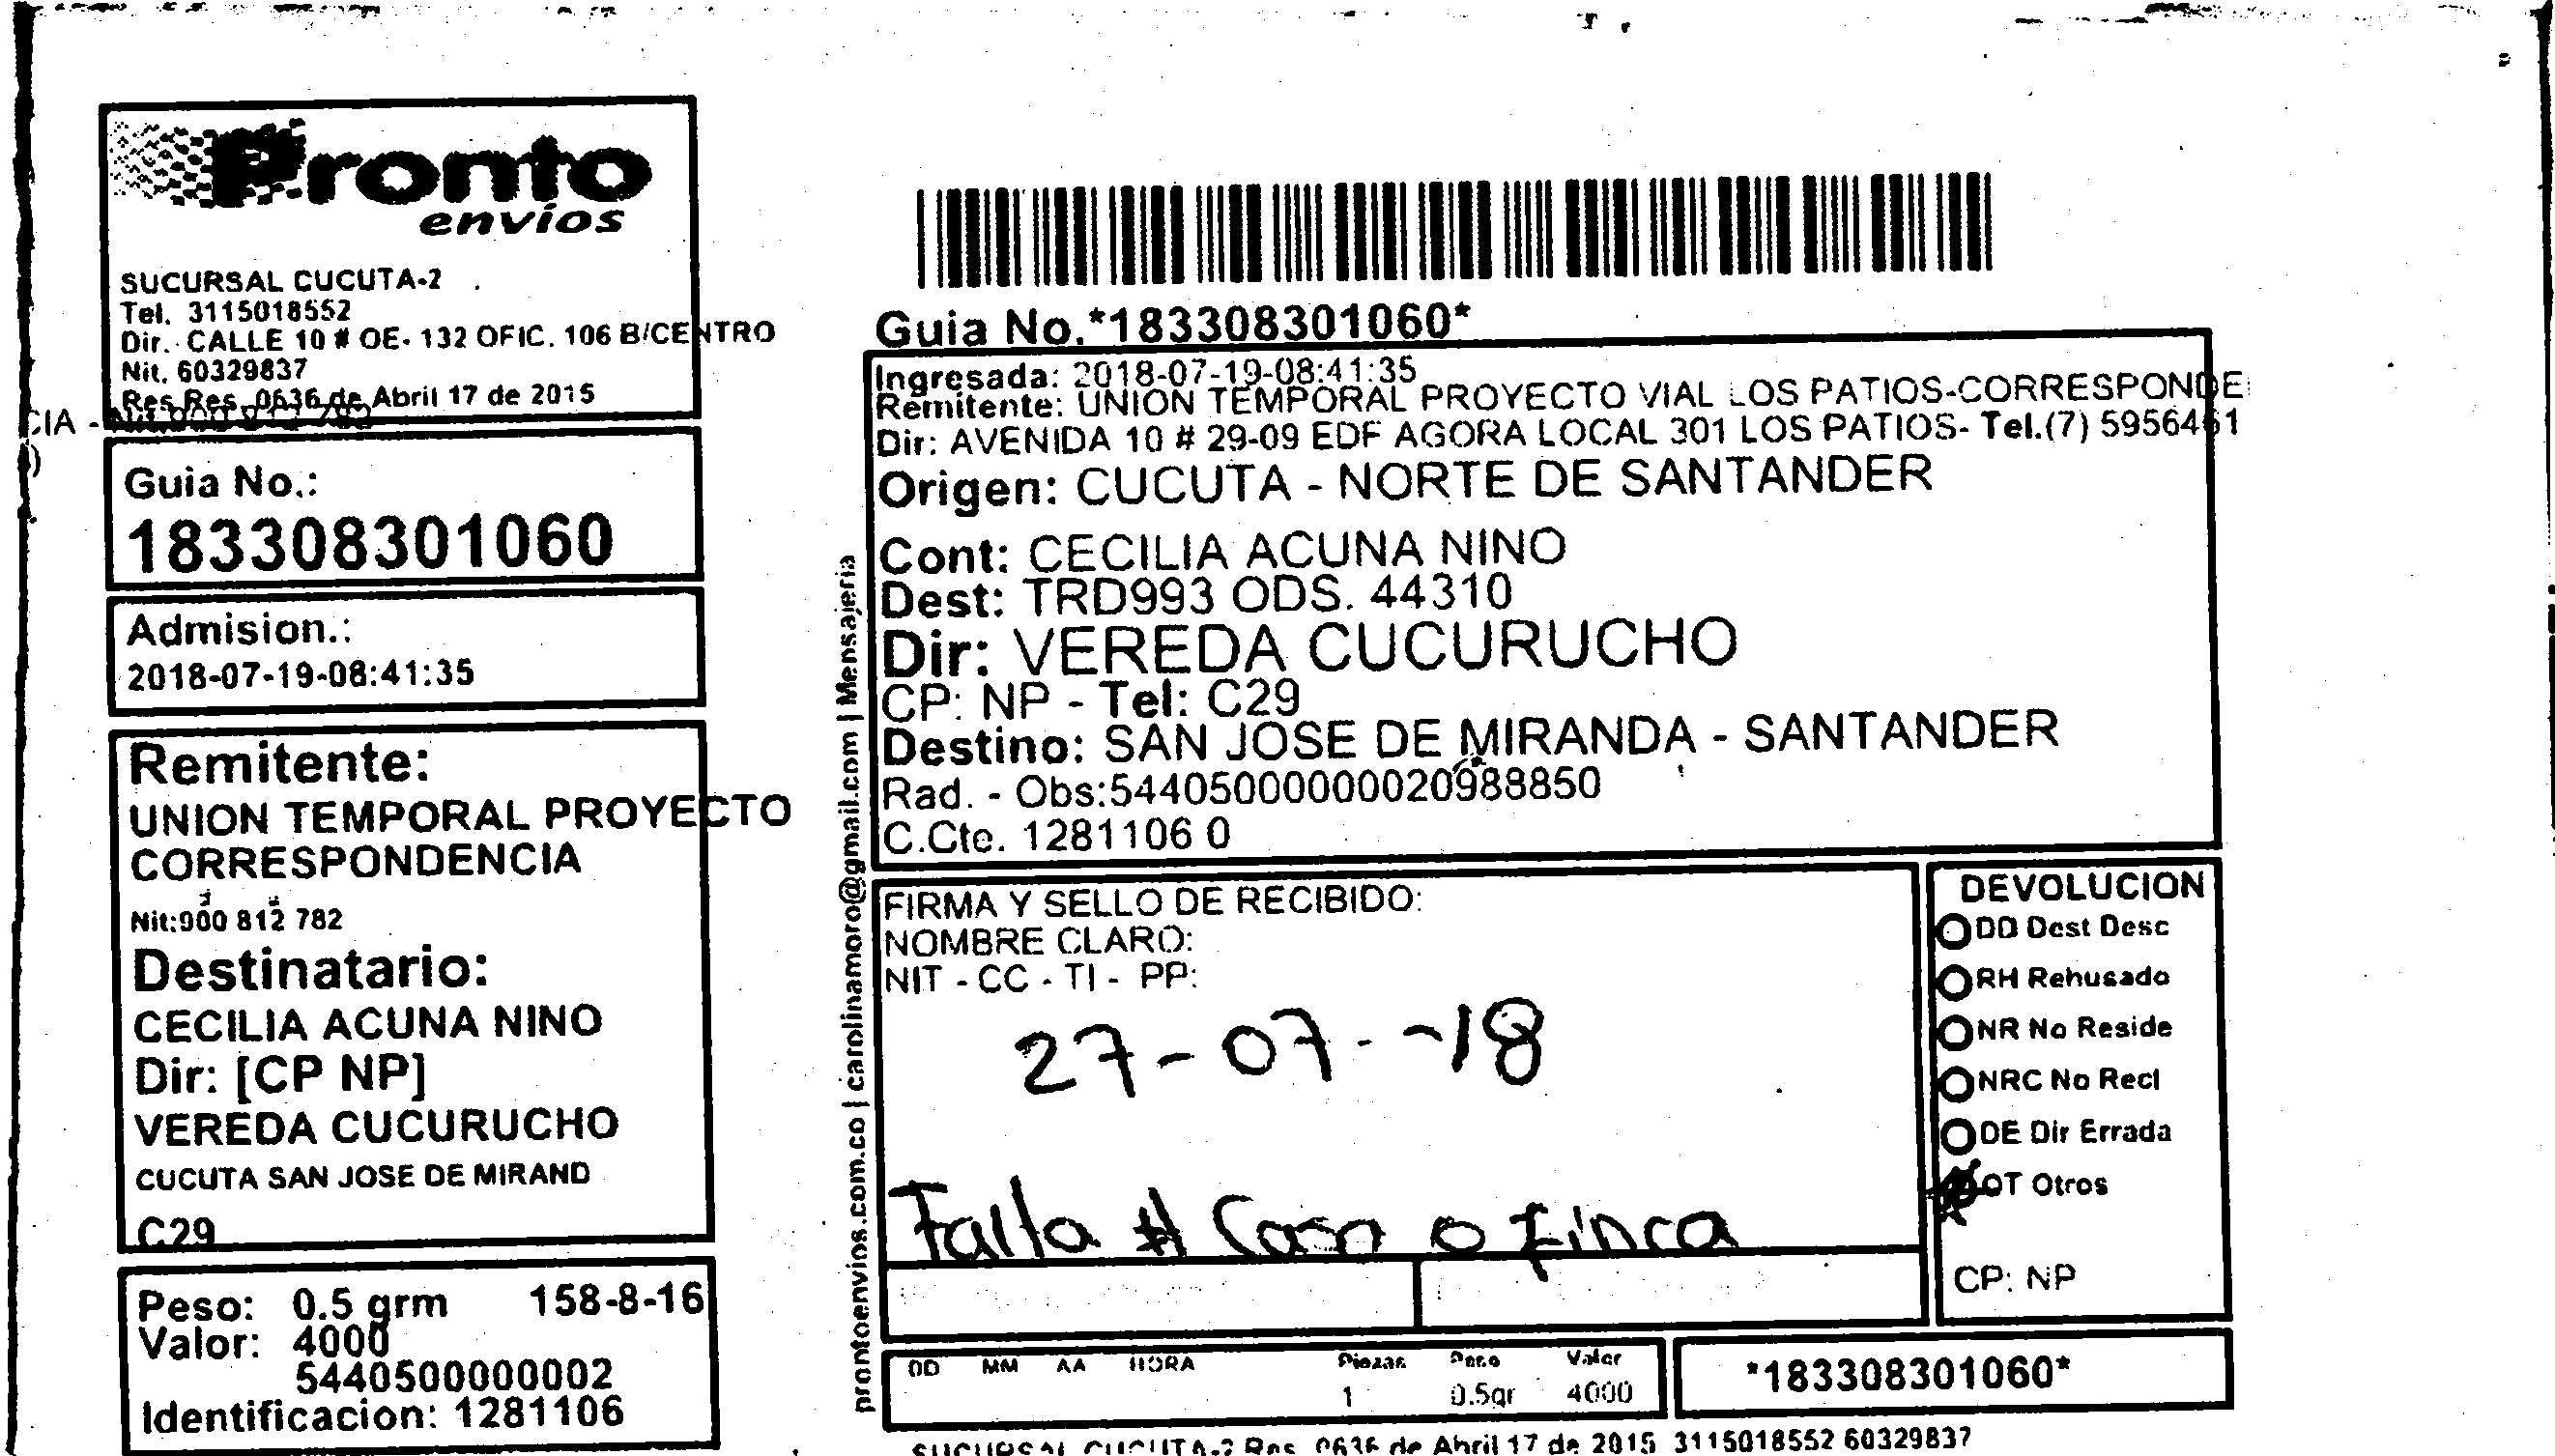 Pronto
envíos
SUCURSAL CUCUTA-2
Tel. 3115018552
Dir. CALLE 10 # OE- 132 OFIC. 106 B/CENTRO
Nit. 60329837
Res Res. 0636 de Abril 17 de 2015
CIA - Nit.900 812 782
Guia No.:
183308301060
Admision.:
2018-07-19-08:41:35
Remitente:
UNION TEMPORAL PROYECTO
CORRESPONDENCIA
Nit:900 812 782
Destinatario:
CECILIA ACUNA NINO
Dir: [CP NP]
VEREDA CUCURUCHO
CUCUTA SAN JOSE DE MIRAND
C29
Peso: 0.5 grm 158-8-16
Valor: 4000
5440500000002
Identificacion: 1281106
prontoenvios.com.co | carolinamoro@gmail.com | Mensajeria
Guia No.*183308301060*
Ingresada: 2018-07-19-08:41:35
Remitente: UNION TEMPORAL PROYECTO VIAL LOS PATIOS-CORRESPONDE
Dir: AVENIDA 10 # 29-09 EDF AGORA LOCAL 301 LOS PATIOS- Tel.(7) 5956461
Origen: CUCUTA - NORTE DE SANTANDER
Cont: CECILIA ACUNA NINO
Dest: TRD993 ODS. 44310
Dir: VEREDA CUCURUCHO
CP: NP - Tel: C29
Destino: SAN JOSE DE MIRANDA - SANTANDER
Rad. - Obs:544050000000020988850
C.Cte. 1281106 0
FIRMA Y SELLO DE RECIBIDO:
NOMBRE CLARO:
NIT - CC - TI - PP:
27-07-18
Falta # Casa o Finca
DEVOLUCION
DD Dest Desc
RH Rehusado
NR No Reside
NRC No Recl
DE Dir Errada
OT Otros
CP: NP
DD MM AA HORA Piezas Peso Valor
1 0.5gr 4000
*183308301060*
SUCURSAL CUCUTA-2 Res. 0636 de Abril 17 de 2015 3115018552 60329837